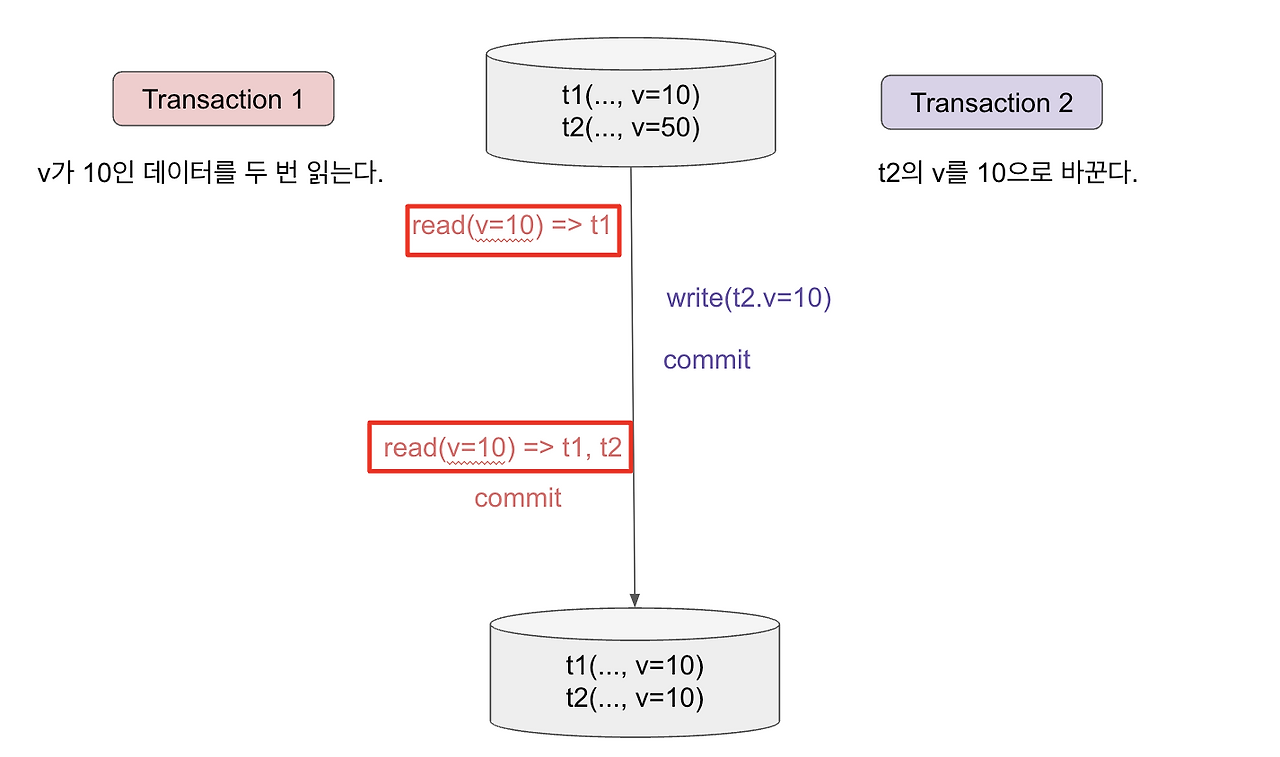 t1(..., v=10)
t2(..., v=50)
Transaction 1
Transaction 2
v가 10인 데이터를 두 번 읽는다.
t2의 v를 10으로 바꾼다.
read(v=10) => t1
write(t2.v=10)
commit
read(v=10) => t1, t2
commit
t1(..., v=10)
t2(..., v=10)